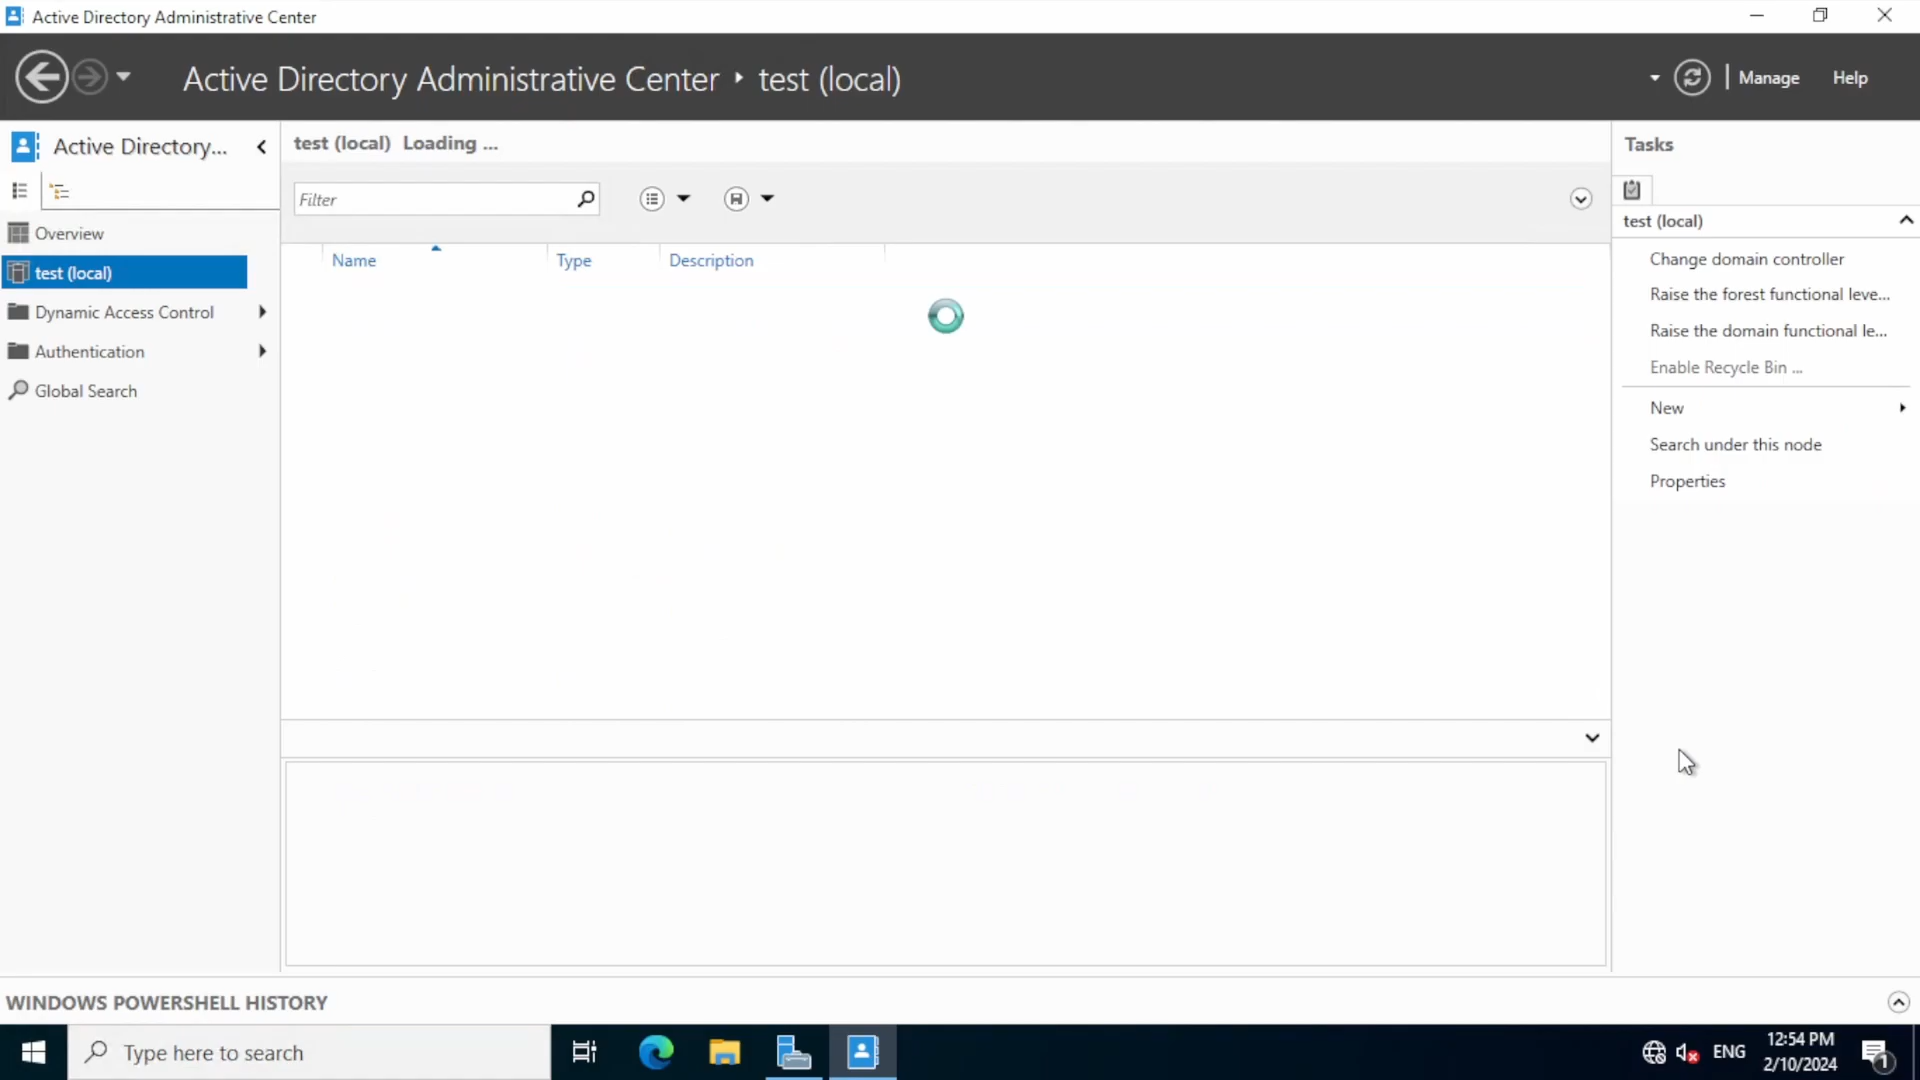 Active Directory Administrative Center
Active Directory Administrative Center ‣ test (local)
Manage
Help
Active Directory...
Overview
test (local)
Dynamic Access Control
Authentication
Global Search
test (local) Loading ...
Filter
Name
Type
Description
Tasks
test (local)
Change domain controller
Raise the forest functional leve...
Raise the domain functional le...
Enable Recycle Bin ...
New
Search under this node
Properties
WINDOWS POWERSHELL HISTORY
Type here to search
ENG
12:54 PM
2/10/2024
1